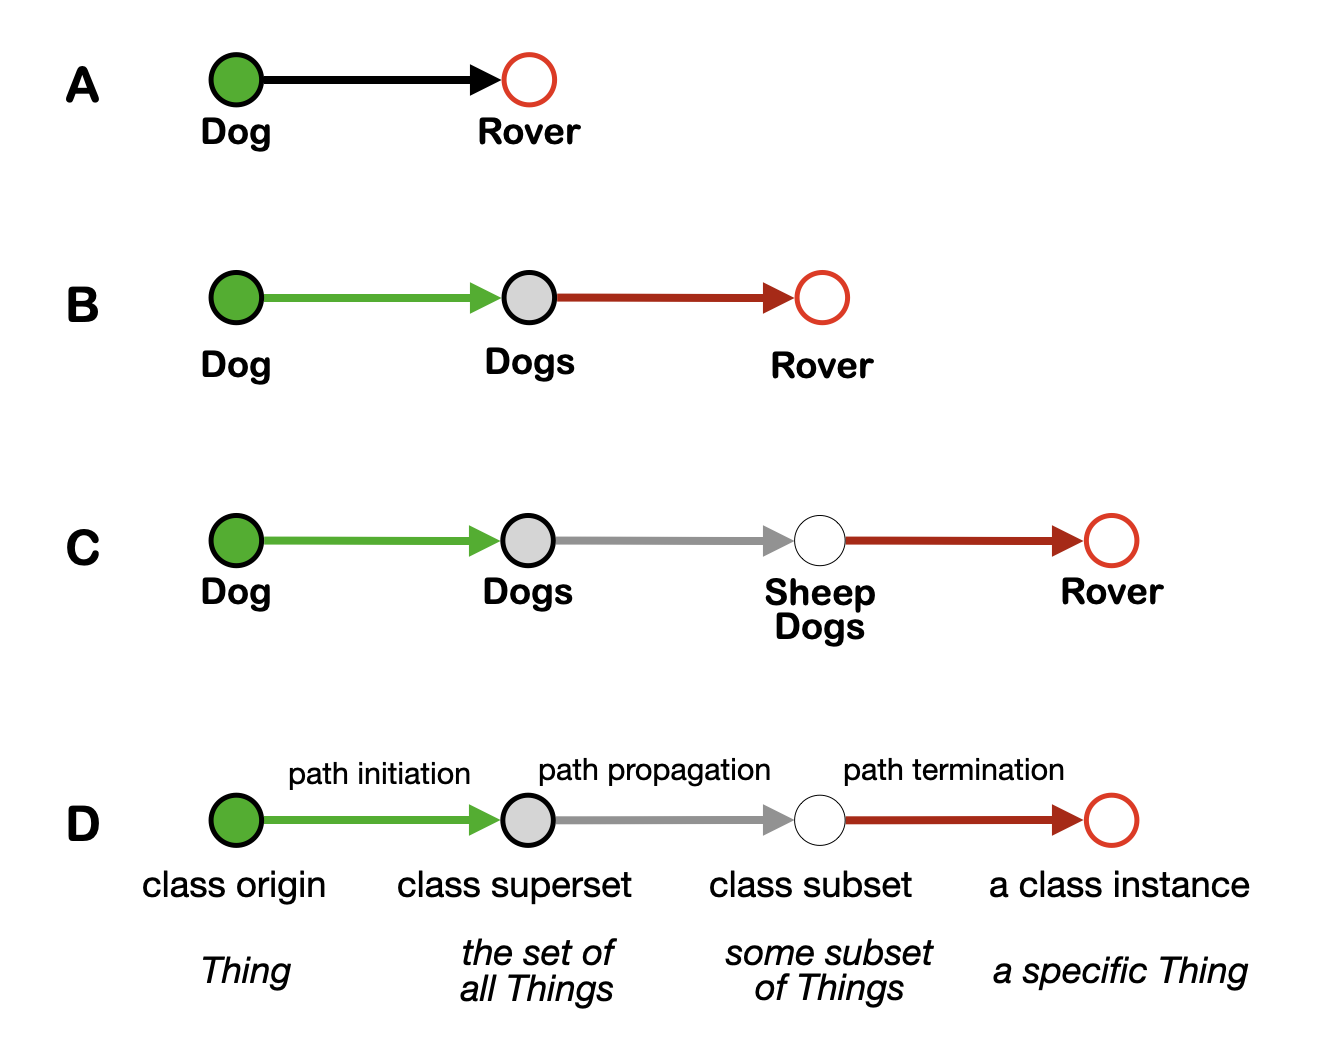 A
Dog
Rover
B
Dog
Dogs
Rover
C
Dog
Dogs
Sheep
Dogs
Rover
D
path initiation
path propagation
path termination
class origin
class superset
class subset
a class instance
Thing
the set of
all Things
some subset
of Things
a specific Thing